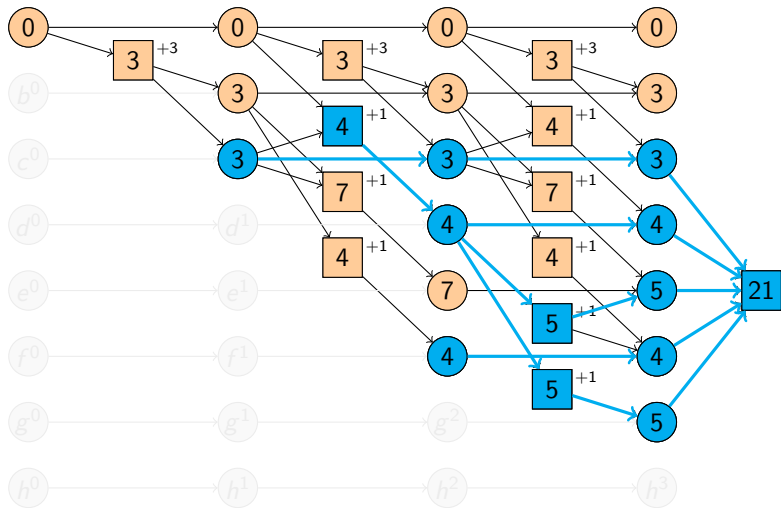 0 0 0 0
3 +3 3 +3 3 +3
b⁰ 3 3 3
4 +1 4 +1
c⁰ 3 3 3
7 +1 7 +1
d⁰ d¹ 4 4
4 +1 4 +1
e⁰ e¹ 7 5 21
5 +1
f⁰ f¹ 4 4
5 +1
g⁰ g¹ g² 5
h⁰ h¹ h² h³